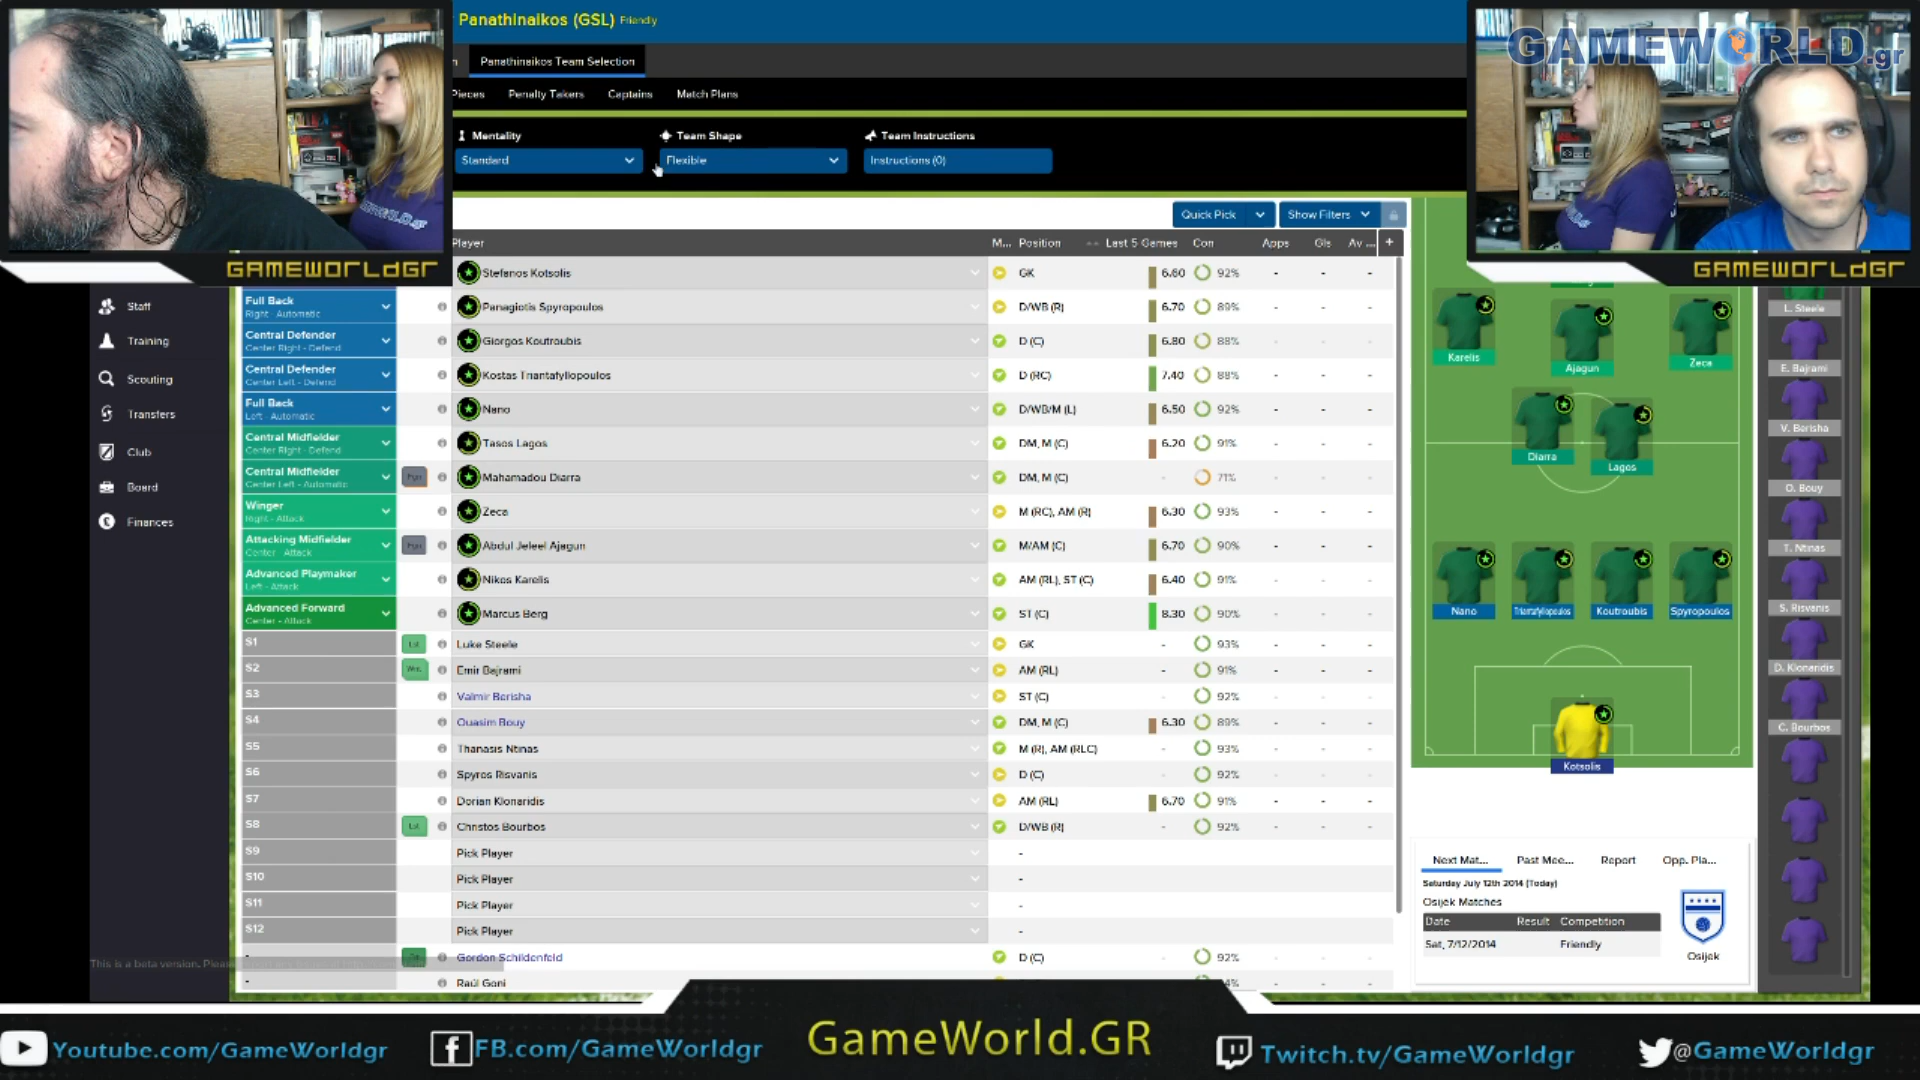 Panathinaikos (GSL) Friendly
GAMEWORLD.gr
Panathinaikos Team Selection
Pieces Penalty Takers Captains Match Plans
Mentality Team Shape Team Instructions
Standard Flexible Instructions (0)
GAMEWORLDGR
GAMEWORLDGR
Quick Pick Show Filters
Player M... Position Last 5 Games Con Apps Gls Av ... +
Stefanos Kotsolis GK 6.60 92% - - -
Staff
Training
Scouting
Transfers
Club
Board
Finances
Full Back Panagiotis Spyropoulos D/WB (R) 6.70 89% - - -
Right - Automatic
Central Defender Giorgos Koutroubis D (C) 6.80 88% - - -
Center Right - Defend
Central Defender Kostas Triantafyllopoulos D (RC) 7.40 88% - - -
Center Left - Defend
Full Back Nano D/WB/M (L) 6.50 92% - - -
Left - Automatic
Central Midfielder Tasos Lagos DM, M (C) 6.20 91% - - -
Center Right - Defend
Central Midfielder Mahamadou Diarra DM, M (C) - 71% - - -
Center Left - Automatic
Winger Zeca M (RC), AM (R) 6.30 93% - - -
Right - Attack
Attacking Midfielder Abdul Jeleel Ajagun M/AM (C) 6.70 90% - - -
Center - Attack
Advanced Playmaker Nikos Karelis AM (RL), ST (C) 6.40 91% - - -
Left - Attack
Advanced Forward Marcus Berg ST (C) 8.30 90% - - -
Center - Attack
S1 Luke Steele GK - 93% - - -
S2 Emir Bajrami AM (RL) - 91% - - -
S3 Valmir Berisha ST (C) - 92% - - -
S4 Ouasim Bouy DM, M (C) 6.30 89% - - -
S5 Thanasis Ntinas M (R), AM (RLC) - 93% - - -
S6 Spyros Risvanis D (C) - 92% - - -
S7 Dorian Klonaridis AM (RL) 6.70 91% - - -
S8 Christos Bourbos D/WB (R) - 92% - - -
S9 Pick Player -
S10 Pick Player -
S11 Pick Player -
S12 Pick Player -
- Gordon Schildenfeld D (C) - 92% - - -
- Raúl Goni
This is a beta version. Please
Karelis Ajagun Zeca
Diarra Lagos
Nano Triantafyllopoulos Koutroubis Spyropoulos
Kotsolis
L. Steele
E. Bajrami
V. Berisha
O. Bouy
T. Ntinas
S. Risvanis
D. Klonaridis
C. Bourbos
Next Mat... Past Mee... Report Opp. Pla...
Saturday July 12th 2014 (Today)
Osijek Matches
Date Result Competition
Sat, 7/12/2014 Friendly
Osijek
Youtube.com/GameWorldgr
FB.com/GameWorldgr
GameWorld.GR
Twitch.tv/GameWorldgr
@GameWorldgr